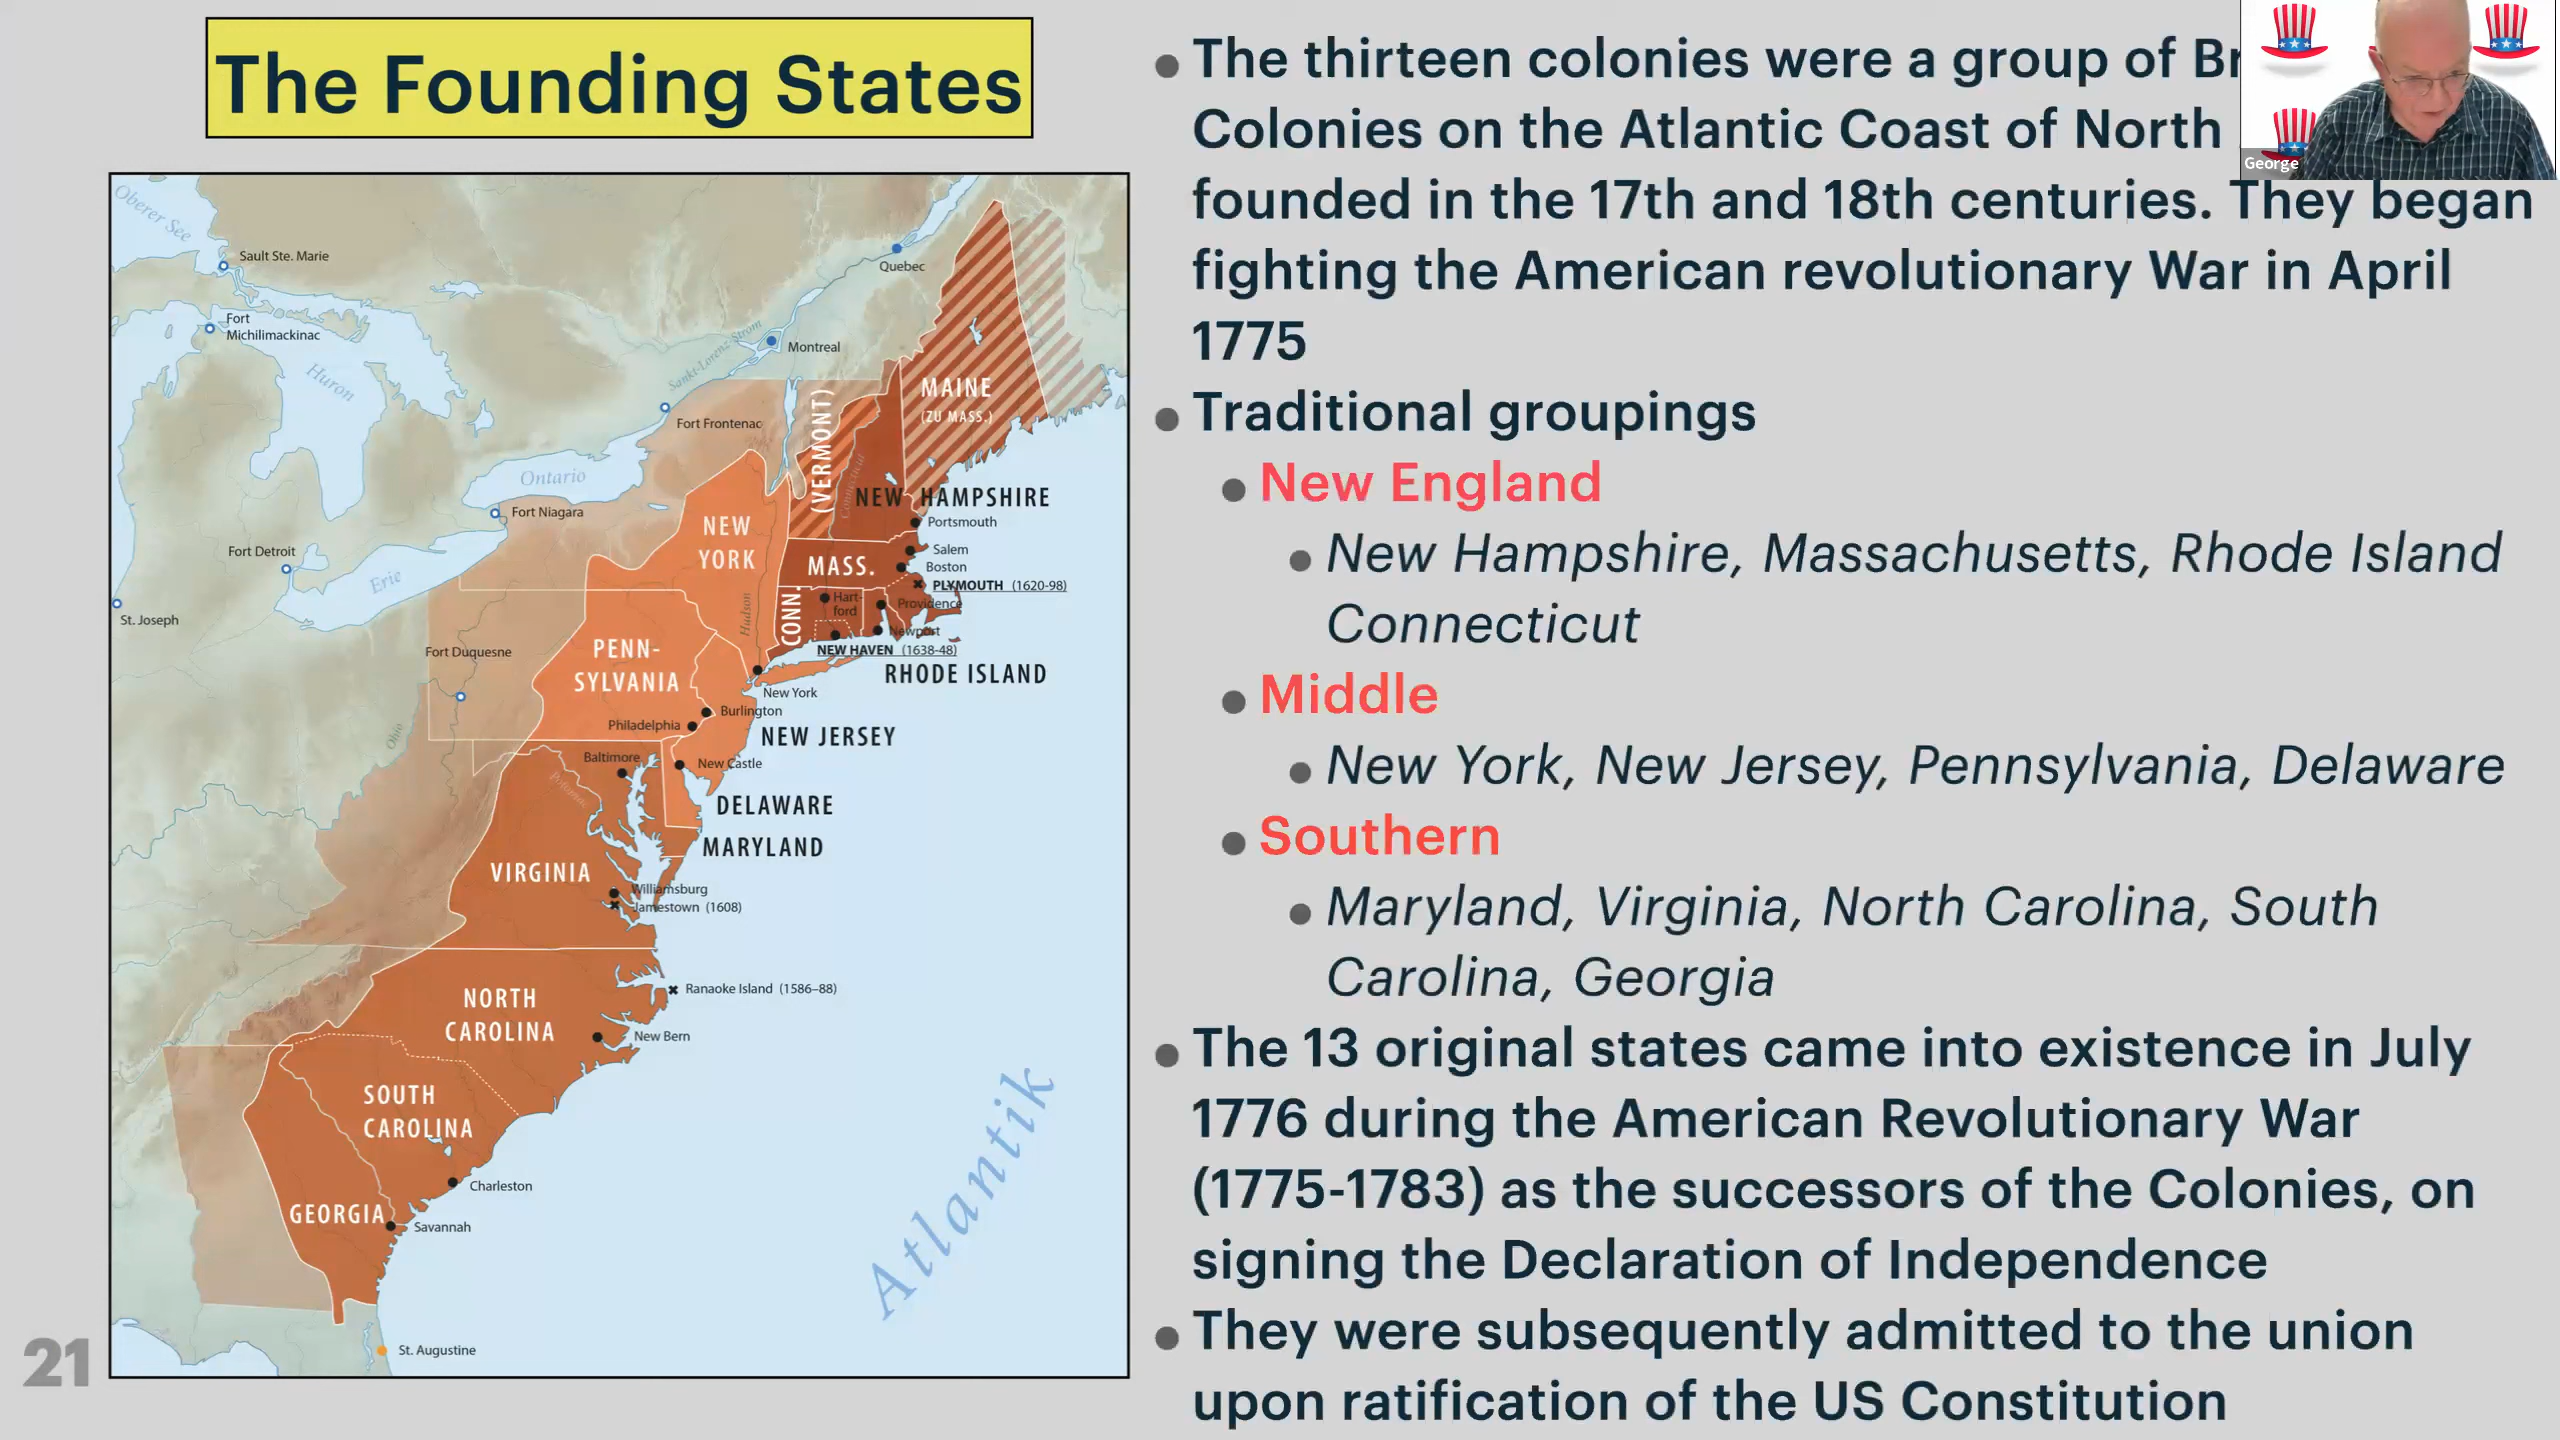 The Founding States
The thirteen colonies were a group of
Colonies on the Atlantic Coast of North
founded in the 17th and 18th centuries. They began
fighting the American revolutionary War in April
1775
Traditional groupings
New England
New Hampshire, Massachusetts, Rhode Island
Connecticut
Middle
New York, New Jersey, Pennsylvania, Delaware
Southern
Maryland, Virginia, North Carolina, South
Carolina, Georgia
The 13 original states came into existence in July
1776 during the American Revolutionary War
(1775-1783) as the successors of the Colonies, on
signing the Declaration of Independence
They were subsequently admitted to the union
upon ratification of the US Constitution
George
Oberer See
Sault Ste. Marie
Quebec
Fort
Michilimackinac
Huron
Sankt-Lorenz-Strom
Montreal
MAINE
(ZU MASS.)
(VERMONT)
Connecticut
Fort Frontenac
Ontario
NEW HAMPSHIRE
Portsmouth
Fort Niagara
NEW
YORK
Fort Detroit
Erie
Salem
Boston
MASS.
PLYMOUTH (1620-98)
St. Joseph
CONN.
Hart-
ford
Providence
Hudson
Newport
NEW HAVEN (1638-48)
RHODE ISLAND
Fort Duquesne
PENN-
SYLVANIA
New York
Burlington
Philadelphia
NEW JERSEY
Ohio
Baltimore
New Castle
Potomac
DELAWARE
MARYLAND
VIRGINIA
Williamsburg
Jamestown (1608)
Ranaoke Island (1586–88)
NORTH
CAROLINA
New Bern
SOUTH
CAROLINA
Charleston
GEORGIA
Savannah
Atlantik
St. Augustine
21